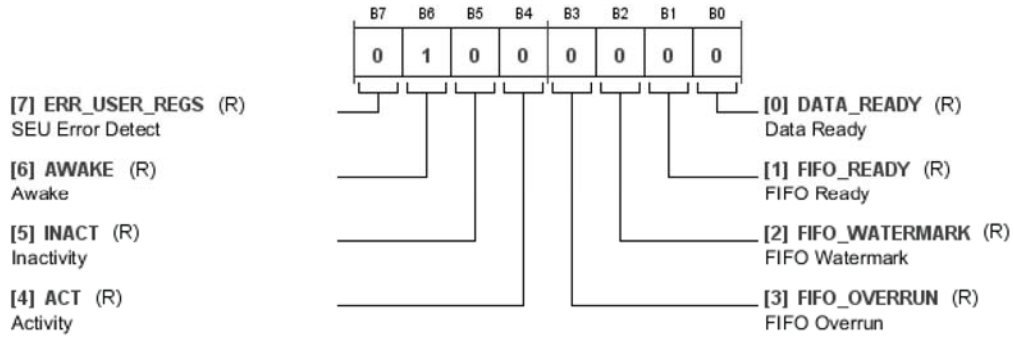 B7 B6 B5 B4 B3 B2 B1 B0
0 1 0 0 0 0 0 0
[7] ERR_USER_REGS (R)
SEU Error Detect
[6] AWAKE (R)
Awake
[5] INACT (R)
Inactivity
[4] ACT (R)
Activity
[0] DATA_READY (R)
Data Ready
[1] FIFO_READY (R)
FIFO Ready
[2] FIFO_WATERMARK (R)
FIFO Watermark
[3] FIFO_OVERRUN (R)
FIFO Overrun